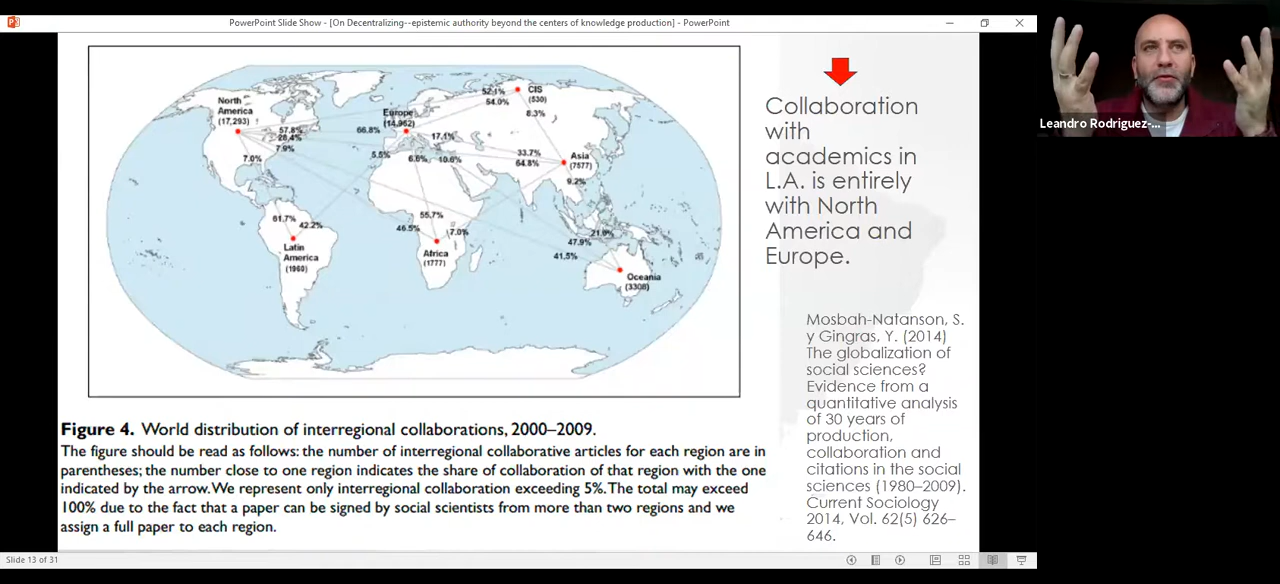 PowerPoint Slide Show - [On Decentralizing--epistemic authority beyond the centers of knowledge production] - PowerPoint
Leandro Rodriguez-...
North
America
(17,293)
57.8%
28.4%
7.9%
7.0%
66.8%
Europe
(14,962)
52.1%
54.0%
CIS
(530)
8.3%
17.1%
5.5%
6.6%
10.6%
33.7%
64.8%
Asia
(7577)
9.2%
61.7%
42.2%
Latin
America
(1960)
55.7%
46.5%
7.0%
Africa
(1777)
21.0%
47.9%
41.5%
Oceania
(3308)
Collaboration
with
academics in
L.A. is entirely
with North
America and
Europe.
Mosbah-Natanson, S.
y Gingras, Y. (2014)
The globalization of
social sciences?
Evidence from a
quantitative analysis
of 30 years of
production,
collaboration and
citations in the social
sciences (1980–2009).
Current Sociology
2014, Vol. 62(5) 626–
646.
Figure 4. World distribution of interregional collaborations, 2000–2009.
The figure should be read as follows: the number of interregional collaborative articles for each region are in
parentheses; the number close to one region indicates the share of collaboration of that region with the one
indicated by the arrow. We represent only interregional collaboration exceeding 5%. The total may exceed
100% due to the fact that a paper can be signed by social scientists from more than two regions and we
assign a full paper to each region.
Slide 13 of 31